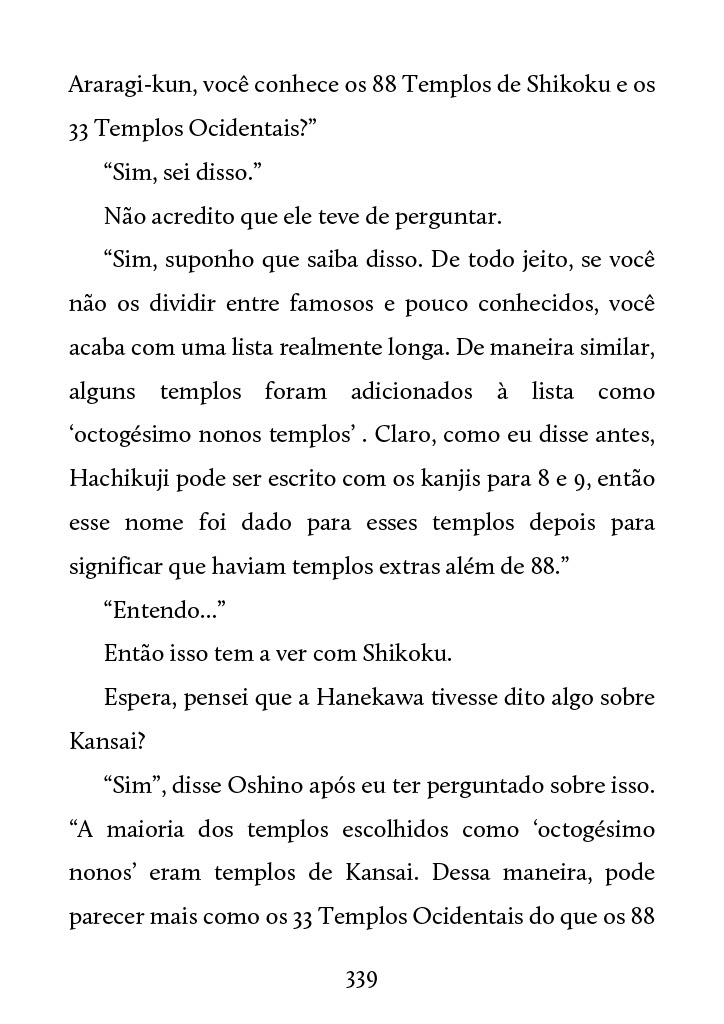 Araragi-kun, você conhece os 88 Templos de Shikoku e os
33 Templos Ocidentais?”
“Sim, sei disso.”
Não acredito que ele teve de perguntar.
“Sim, suponho que saiba disso. De todo jeito, se você
não os dividir entre famosos e pouco conhecidos, você
acaba com uma lista realmente longa. De maneira similar,
alguns templos foram adicionados à lista como
‘octogésimo nonos templos’ . Claro, como eu disse antes,
Hachikuji pode ser escrito com os kanjis para 8 e 9, então
esse nome foi dado para esses templos depois para
significar que haviam templos extras além de 88.”
“Entendo...”
Então isso tem a ver com Shikoku.
Espera, pensei que a Hanekawa tivesse dito algo sobre
Kansai?
“Sim”, disse Oshino após eu ter perguntado sobre isso.
“A maioria dos templos escolhidos como ‘octogésimo
nonos’ eram templos de Kansai. Dessa maneira, pode
parecer mais como os 33 Templos Ocidentais do que os 88
339